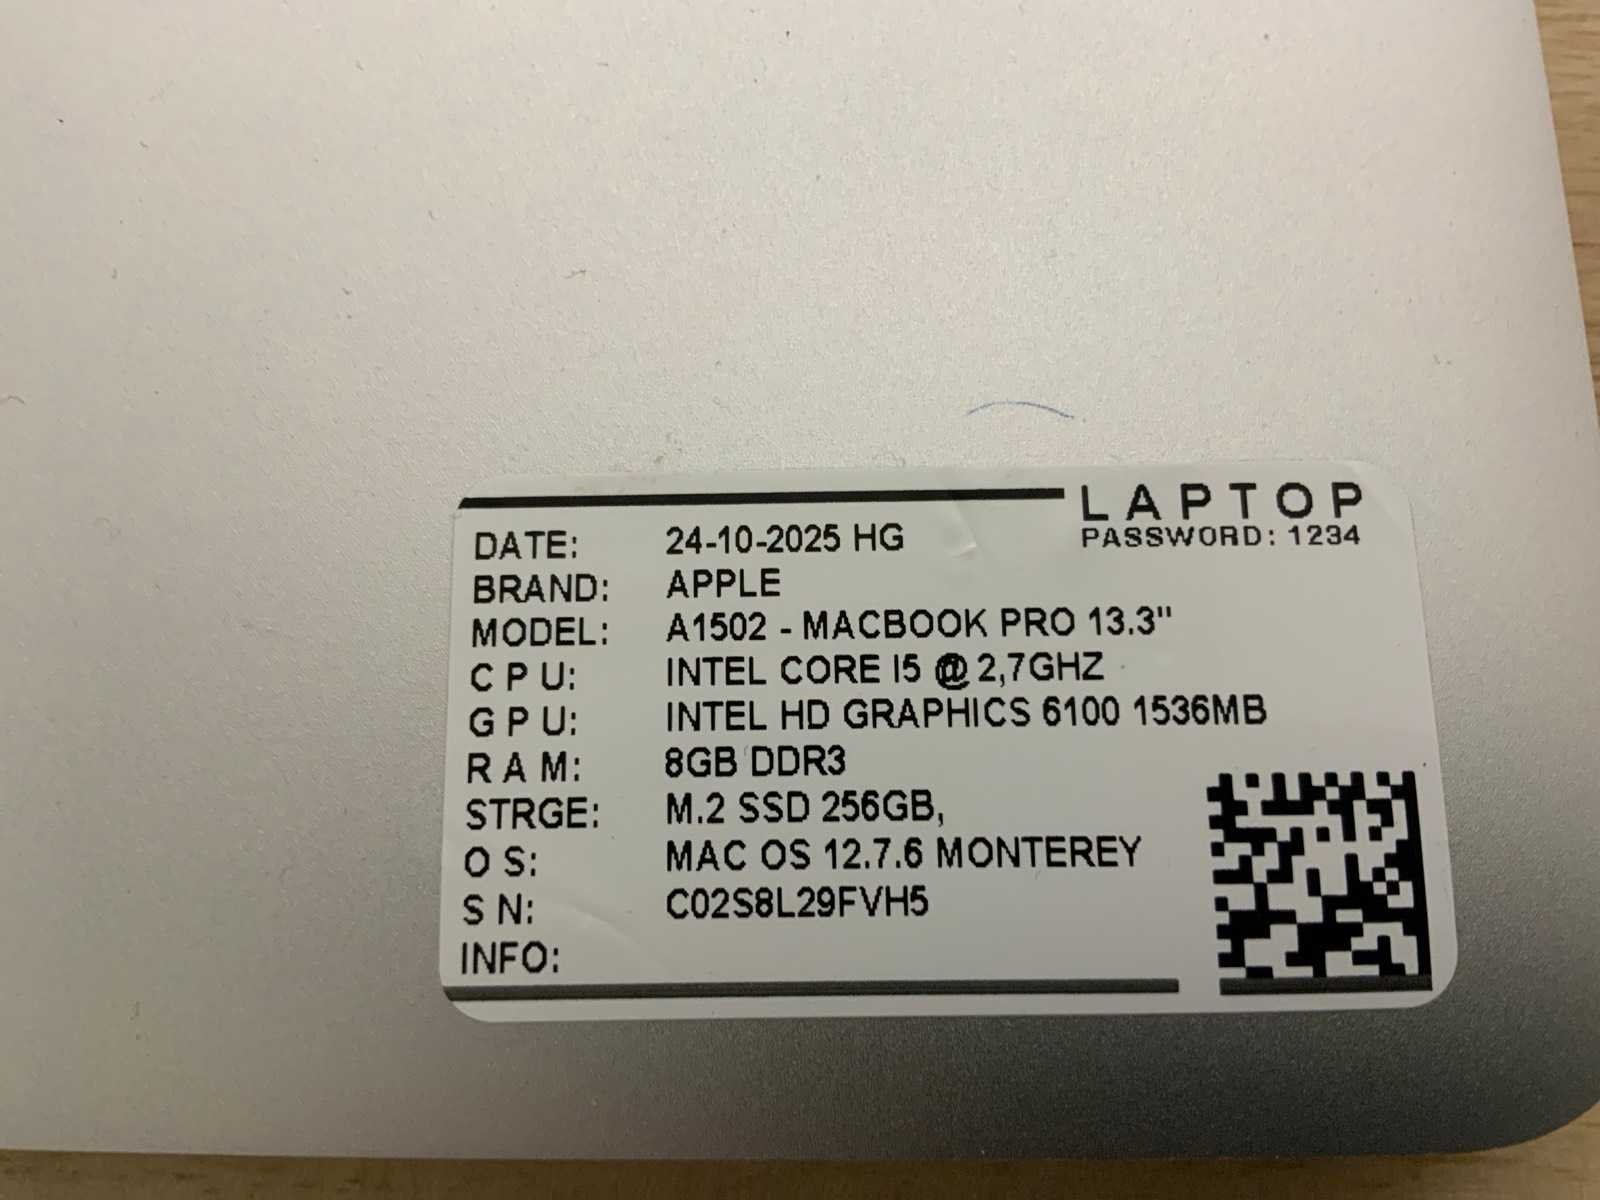 LAPTOP
PASSWORD: 1234
DATE: 24-10-2025 HG
BRAND: APPLE
MODEL: A1502 - MACBOOK PRO 13.3"
C P U: INTEL CORE I5 @ 2,7GHZ
G P U: INTEL HD GRAPHICS 6100 1536MB
R A M: 8GB DDR3
STRGE: M.2 SSD 256GB,
O S: MAC OS 12.7.6 MONTEREY
S N: C02S8L29FVH5
INFO: